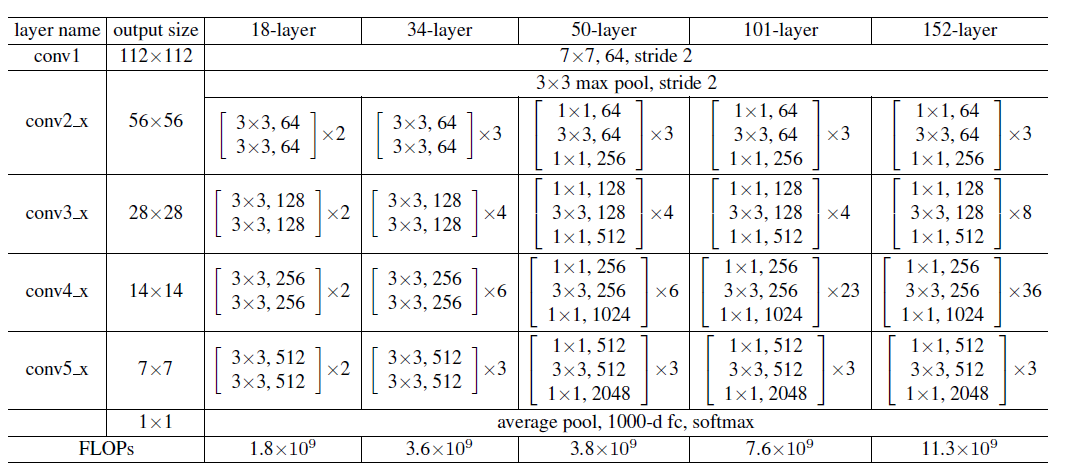 layer name output size 18-layer 34-layer 50-layer 101-layer 152-layer
conv1 112×112 7×7, 64, stride 2
3×3 max pool, stride 2
conv2_x 56×56 [3×3, 64 3×3, 64]×2 [3×3, 64 3×3, 64]×3 [1×1, 64 3×3, 64 1×1, 256]×3 [1×1, 64 3×3, 64 1×1, 256]×3 [1×1, 64 3×3, 64 1×1, 256]×3
conv3_x 28×28 [3×3, 128 3×3, 128]×2 [3×3, 128 3×3, 128]×4 [1×1, 128 3×3, 128 1×1, 512]×4 [1×1, 128 3×3, 128 1×1, 512]×4 [1×1, 128 3×3, 128 1×1, 512]×8
conv4_x 14×14 [3×3, 256 3×3, 256]×2 [3×3, 256 3×3, 256]×6 [1×1, 256 3×3, 256 1×1, 1024]×6 [1×1, 256 3×3, 256 1×1, 1024]×23 [1×1, 256 3×3, 256 1×1, 1024]×36
conv5_x 7×7 [3×3, 512 3×3, 512]×2 [3×3, 512 3×3, 512]×3 [1×1, 512 3×3, 512 1×1, 2048]×3 [1×1, 512 3×3, 512 1×1, 2048]×3 [1×1, 512 3×3, 512 1×1, 2048]×3
1×1 average pool, 1000-d fc, softmax
FLOPs 1.8×10⁹ 3.6×10⁹ 3.8×10⁹ 7.6×10⁹ 11.3×10⁹